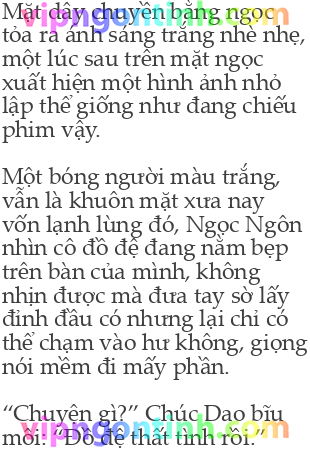 Mặt dây chuyền bằng ngọc
tỏa ra ánh sáng trắng nhè nhẹ,
một lúc sau trên mặt ngọc
xuất hiện một hình ảnh nhỏ
lập thể giống như đang chiếu
phim vậy.
Một bóng người màu trắng,
vẫn là khuôn mặt xưa nay
vốn lạnh lùng đó, Ngọc Ngôn
nhìn cô đồ đệ đang nằm bẹp
trên bàn của mình, không
nhịn được mà đưa tay sờ lấy
đỉnh đầu có nhưng lại chỉ có
thể chạm vào hư không, giọng
nói mềm đi mấy phần.
“Chuyện gì?” Chúc Dao bĩu
môi: “Đồ đệ thất tình rồi.”
vipngontinh.com
vipngontinh.com